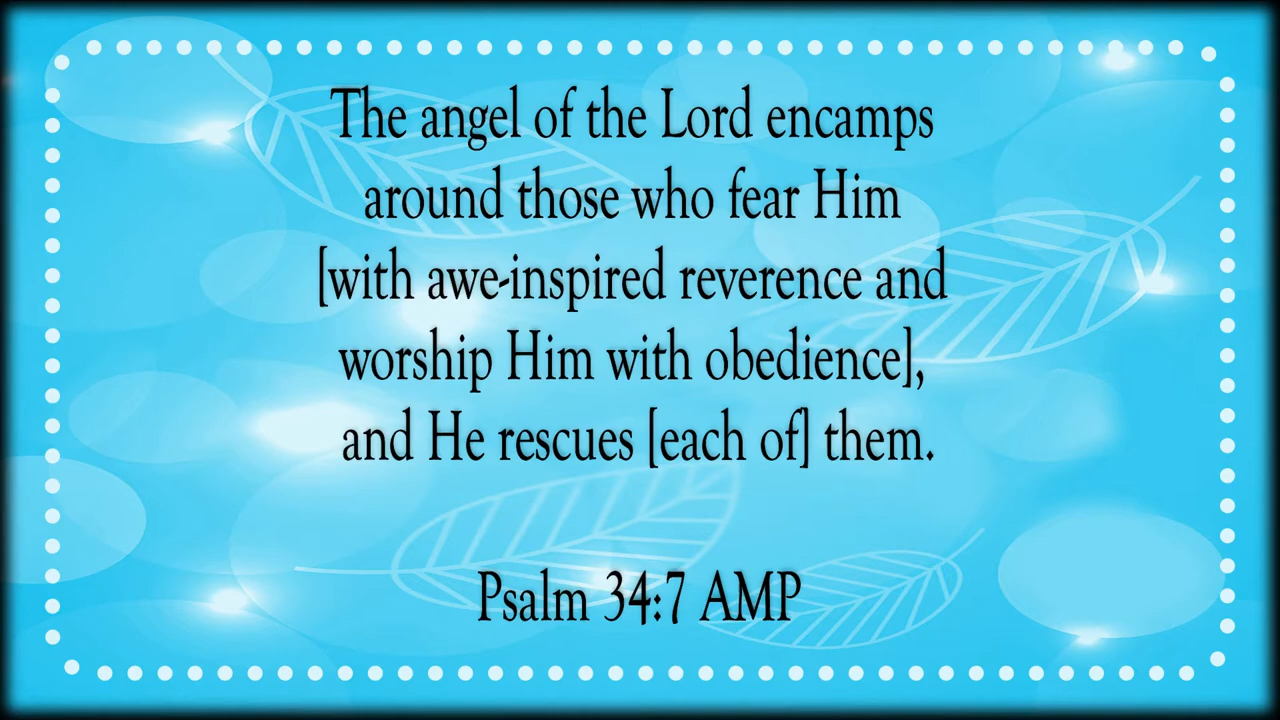 The angel of the Lord encamps
around those who fear Him
[with awe-inspired reverence and
worship Him with obedience],
and He rescues [each of] them.
Psalm 34:7 AMP